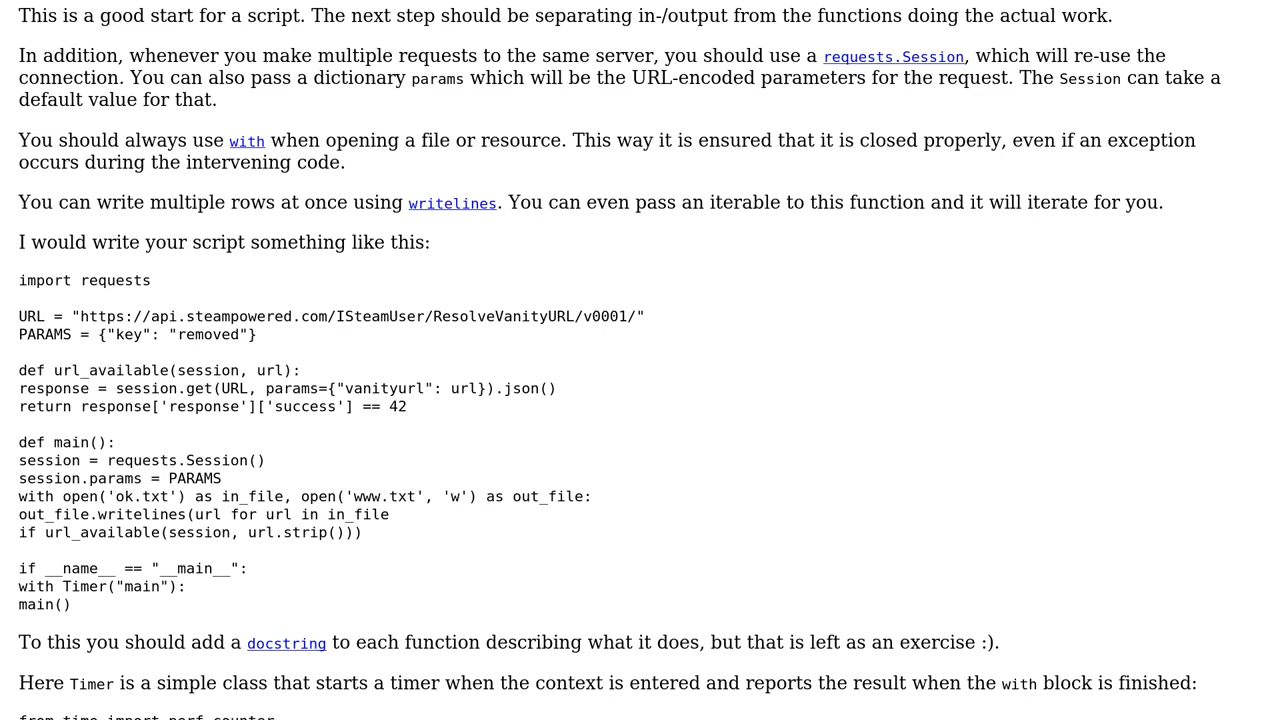 This is a good start for a script. The next step should be separating in-/output from the functions doing the actual work.
In addition, whenever you make multiple requests to the same server, you should use a requests.Session, which will re-use the
connection. You can also pass a dictionary params which will be the URL-encoded parameters for the request. The Session can take a
default value for that.
You should always use with when opening a file or resource. This way it is ensured that it is closed properly, even if an exception
occurs during the intervening code.
You can write multiple rows at once using writelines. You can even pass an iterable to this function and it will iterate for you.
I would write your script something like this:
import requests
URL = "https://api.steampowered.com/ISteamUser/ResolveVanityURL/v0001/"
PARAMS = {"key": "removed"}
def url_available(session, url):
response = session.get(URL, params={"vanityurl": url}).json()
return response['response']['success'] == 42
def main():
session = requests.Session()
session.params = PARAMS
with open('ok.txt') as in_file, open('www.txt', 'w') as out_file:
out_file.writelines(url for url in in_file
if url_available(session, url.strip()))
if __name__ == "__main__":
with Timer("main"):
main()
To this you should add a docstring to each function describing what it does, but that is left as an exercise :).
Here Timer is a simple class that starts a timer when the context is entered and reports the result when the with block is finished:
from time import perf_counter